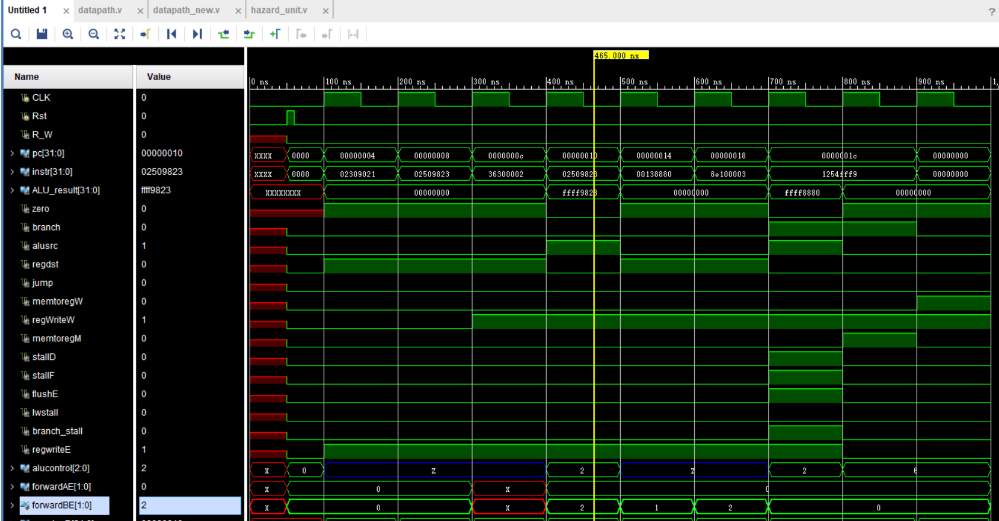 Untitled 1 × datapath.v × datapath_new.v × hazard_unit.v ×
?
465.000 ns
Name Value
0 ns 100 ns 200 ns 300 ns 400 ns 500 ns 600 ns 700 ns 800 ns 900 ns 1,
CLK 0
Rst 0
R_W 0
pc[31:0] 00000010 XXXX 0000 00000004 00000008 0000000c 00000010 00000014 00000018 0000001c 00000000
instr[31:0] 02509823 XXXX 0000 02309021 02509823 36300002 02509823 00138880 8e100003 1254fff9 00000000
ALU_result[31:0] ffff9823 XXXXXXXX 00000000 ffff9823 00000000 ffff8880 00000000
zero 0
branch 0
alusrc 1
regdst 0
jump 0
memtoregW 0
regWriteW 1
memtoregM 0
stallD 0
stallF 0
flushE 0
lwstall 0
branch_stall 0
regwriteE 1
alucontrol[2:0] 2 X 0 Z 2 Z 2 6
forwardAE[1:0] 0 X 0 X 0
forwardBE[1:0] 2 X 0 X 2 1 2 0